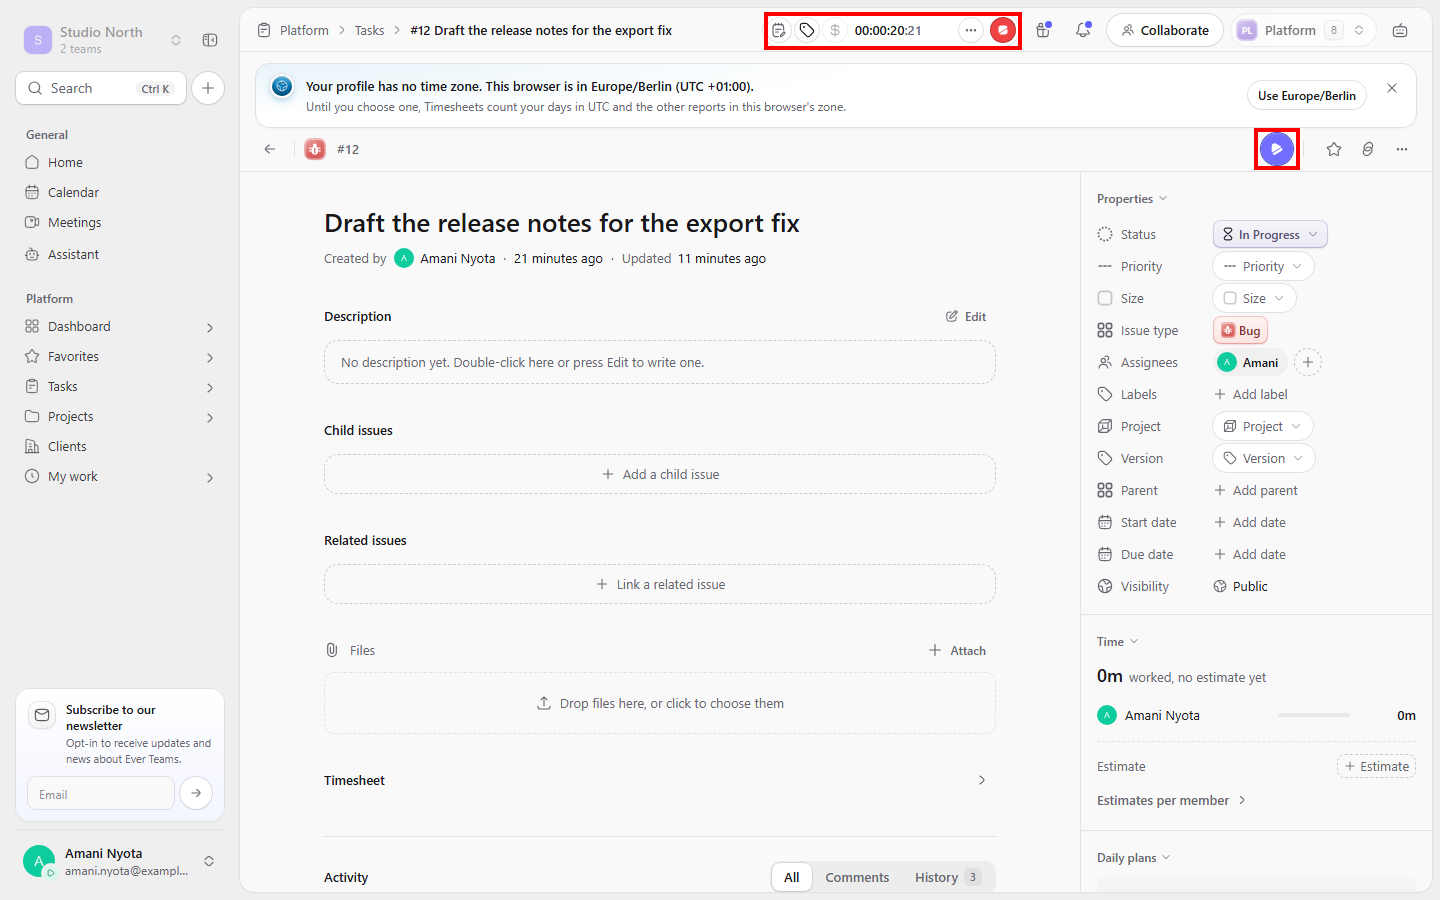 S
Studio North
2 teams
Search
Ctrl K
General
Home
Calendar
Meetings
Assistant
Platform
Dashboard
Favorites
Tasks
Projects
Clients
My work
Subscribe to our
newsletter
Opt-in to receive updates and
news about Ever Teams.
Email
A
Amani Nyota
amani.nyota@exampl...
Platform
Tasks
#12 Draft the release notes for the export fix
$
00:00:20:21
Collaborate
PL
Platform
8
Your profile has no time zone. This browser is in Europe/Berlin (UTC +01:00).
Until you choose one, Timesheets count your days in UTC and the other reports in this browser's zone.
Use Europe/Berlin
#12
Draft the release notes for the export fix
Created by A Amani Nyota · 21 minutes ago · Updated 11 minutes ago
Description
Edit
No description yet. Double-click here or press Edit to write one.
Child issues
Add a child issue
Related issues
Link a related issue
Files
Attach
Drop files here, or click to choose them
Timesheet
Activity
All
Comments
History 3
Properties
Status In Progress
Priority Priority
Size Size
Issue type Bug
Assignees A Amani
Labels Add label
Project Project
Version Version
Parent Add parent
Start date Add date
Due date Add date
Visibility Public
Time
0m worked, no estimate yet
A Amani Nyota 0m
Estimate Estimate
Estimates per member
Daily plans